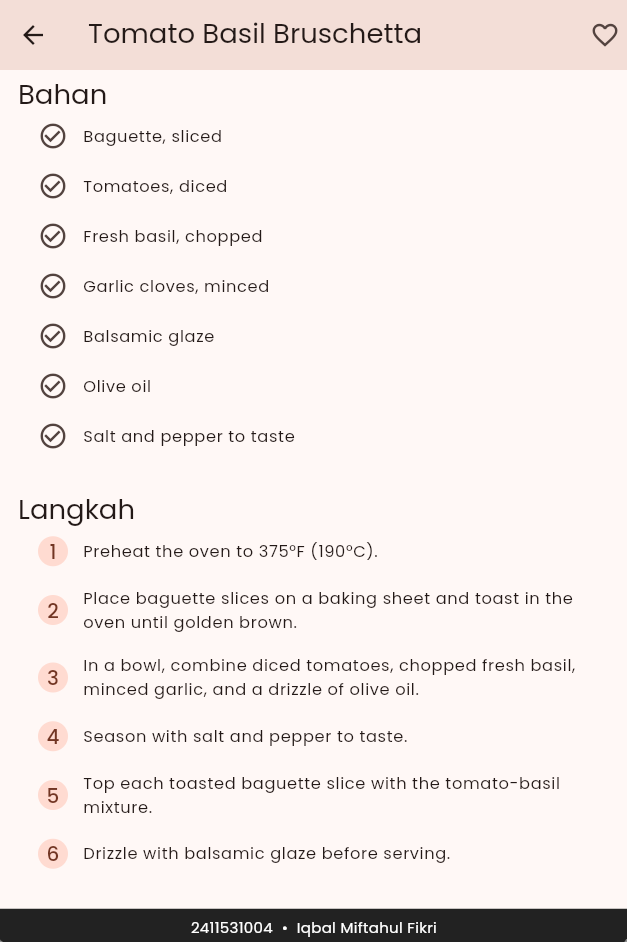 Tomato Basil Bruschetta
Bahan
Baguette, sliced
Tomatoes, diced
Fresh basil, chopped
Garlic cloves, minced
Balsamic glaze
Olive oil
Salt and pepper to taste
Langkah
1 Preheat the oven to 375°F (190°C).
2 Place baguette slices on a baking sheet and toast in the
oven until golden brown.
3 In a bowl, combine diced tomatoes, chopped fresh basil,
minced garlic, and a drizzle of olive oil.
4 Season with salt and pepper to taste.
5 Top each toasted baguette slice with the tomato-basil
mixture.
6 Drizzle with balsamic glaze before serving.
2411531004 • Iqbal Miftahul Fikri